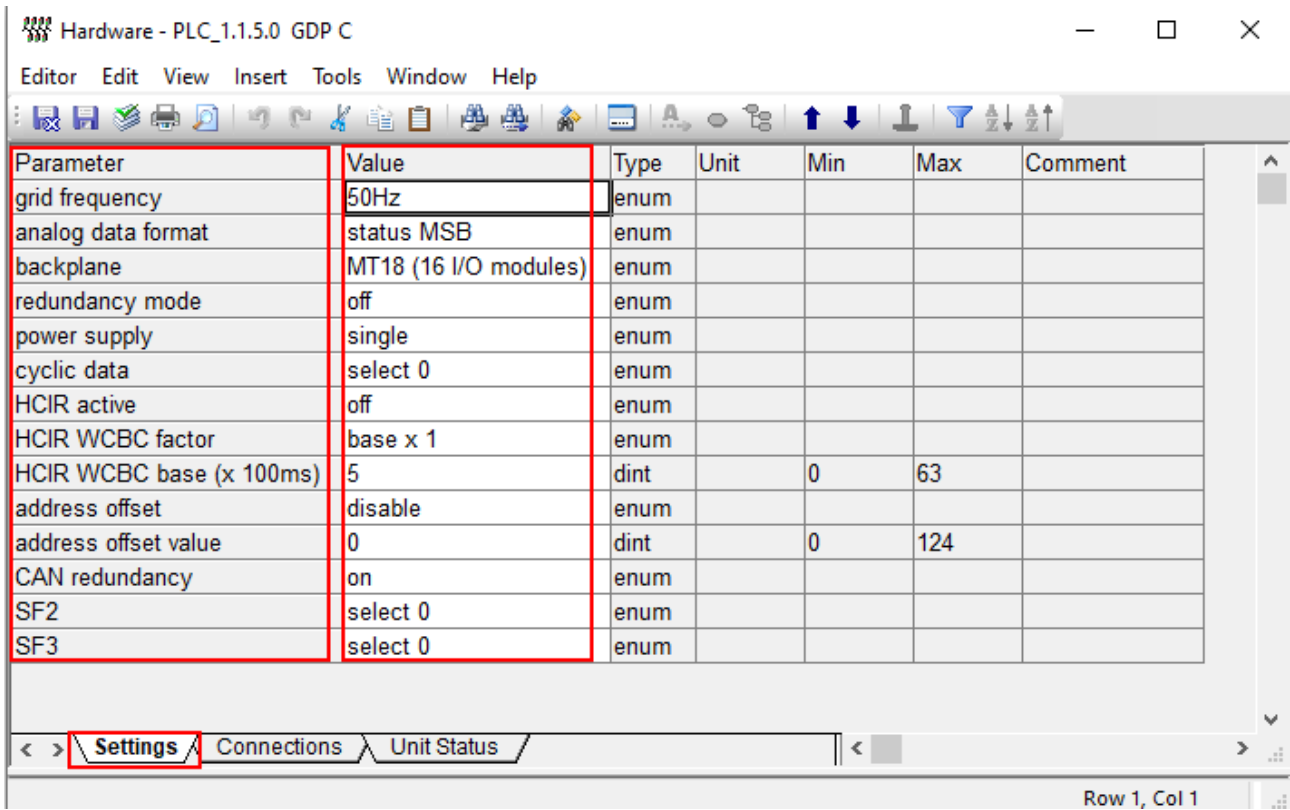 Hardware - PLC_1.1.5.0 GDP C
Editor Edit View Insert Tools Window Help
Parameter Value Type Unit Min Max Comment
grid frequency 50Hz enum
analog data format status MSB enum
backplane MT18 (16 I/O modules) enum
redundancy mode off enum
power supply single enum
cyclic data select 0 enum
HCIR active off enum
HCIR WCBC factor base x 1 enum
HCIR WCBC base (x 100ms) 5 dint 0 63
address offset disable enum
address offset value 0 dint 0 124
CAN redundancy on enum
SF2 select 0 enum
SF3 select 0 enum
Settings Connections Unit Status
Row 1, Col 1